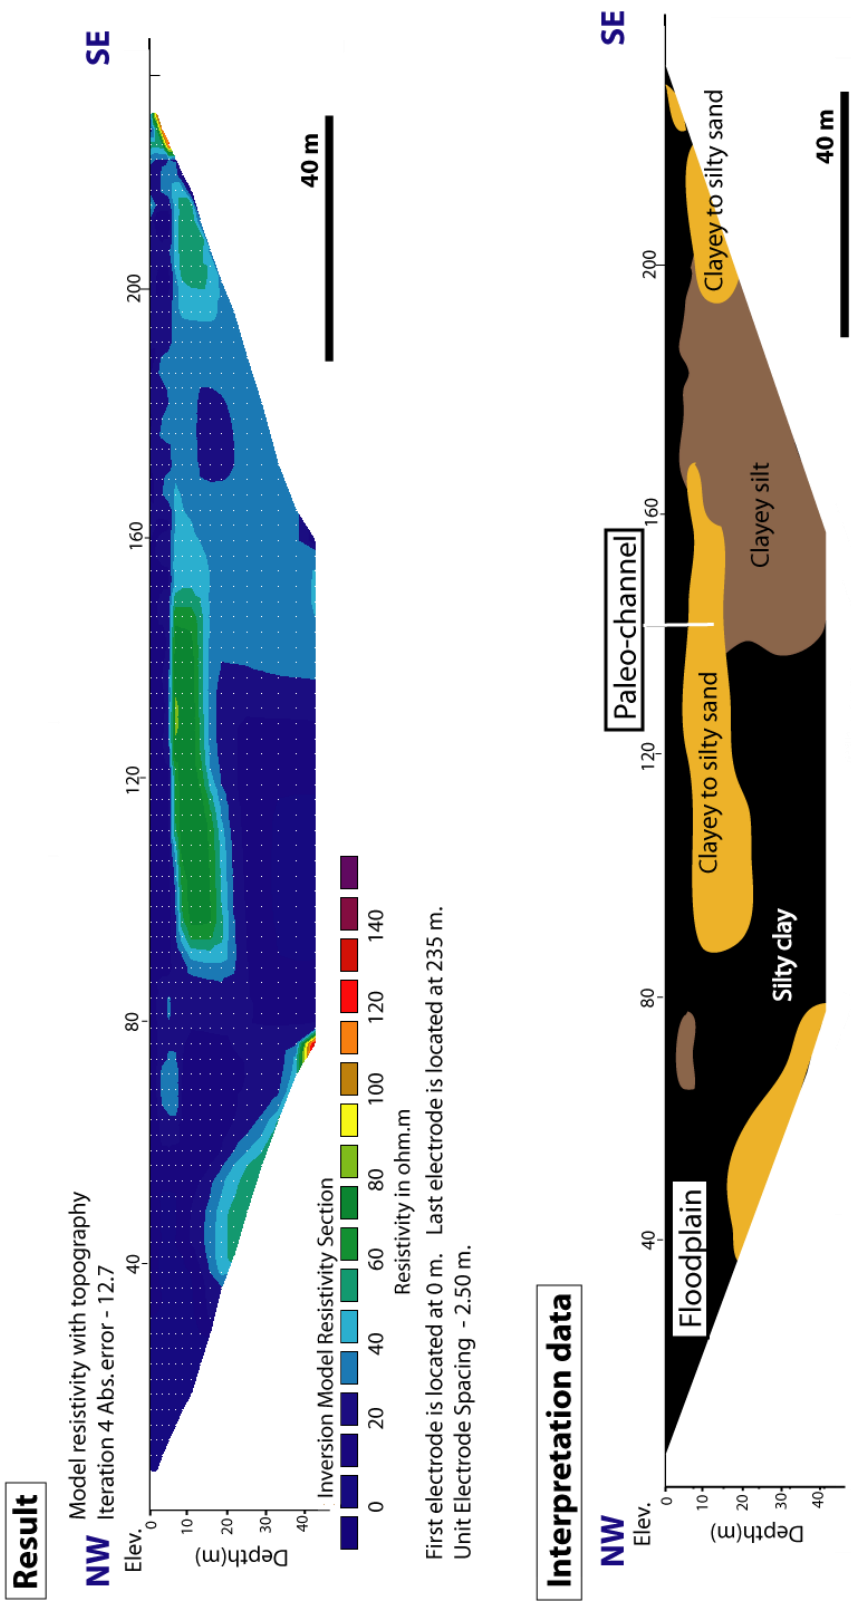 Result
Model resistivity with topography
Iteration 4 Abs. error - 12.7
NW
SE
Elev.
40
80
120
160
200
0
10
20
30
40
Depth(m)
40 m
Inversion Model Resistivity Section
0
20
40
60
80
100
120
140
Resistivity in ohm.m
First electrode is located at 0 m. Last electrode is located at 235 m.
Unit Electrode Spacing - 2.50 m.
Interpretation data
NW
SE
Elev.
Paleo-channel
40
80
120
160
200
0
10
20
30
40
Depth(m)
Floodplain
Clayey to silty sand
Clayey to silty sand
Silty clay
Clayey silt
40 m